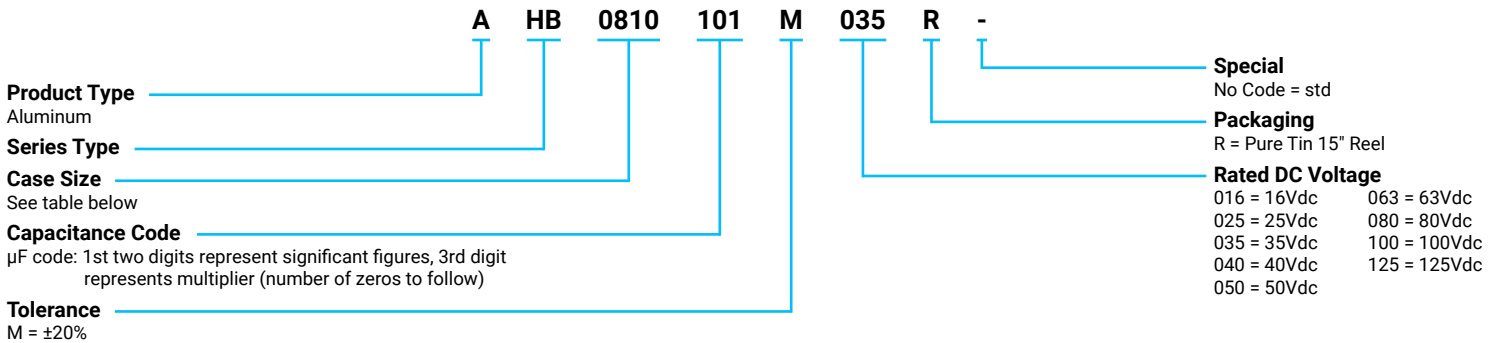 A HB 0810 101 M 035 R -
Product Type
Aluminum
Series Type
Case Size
See table below
Capacitance Code
µF code: 1st two digits represent significant figures, 3rd digit
represents multiplier (number of zeros to follow)
Tolerance
M = ±20%
Special
No Code = std
Packaging
R = Pure Tin 15" Reel
Rated DC Voltage
016 = 16Vdc 063 = 63Vdc
025 = 25Vdc 080 = 80Vdc
035 = 35Vdc 100 = 100Vdc
040 = 40Vdc 125 = 125Vdc
050 = 50Vdc